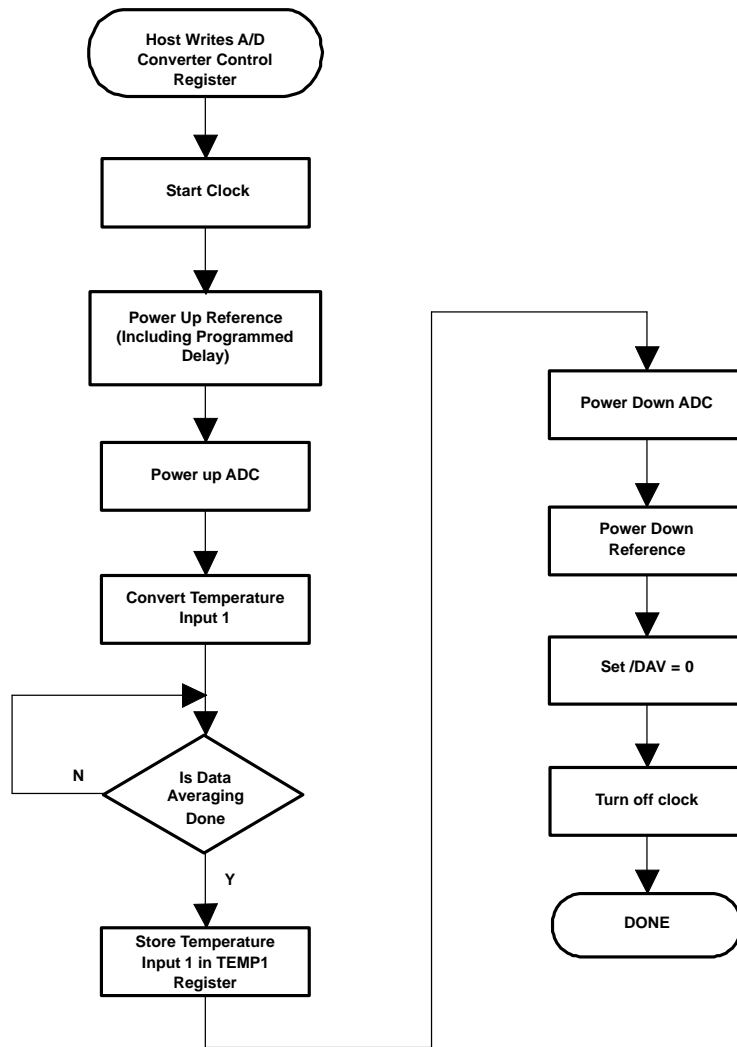 Host Writes A/D
Converter Control
Register
Start Clock
Power Up Reference
(Including Programmed
Delay)
Power up ADC
Convert Temperature
Input 1
N
Is Data
Averaging
Done
Y
Store Temperature
Input 1 in TEMP1
Register
Power Down ADC
Power Down
Reference
Set /DAV = 0
Turn off clock
DONE